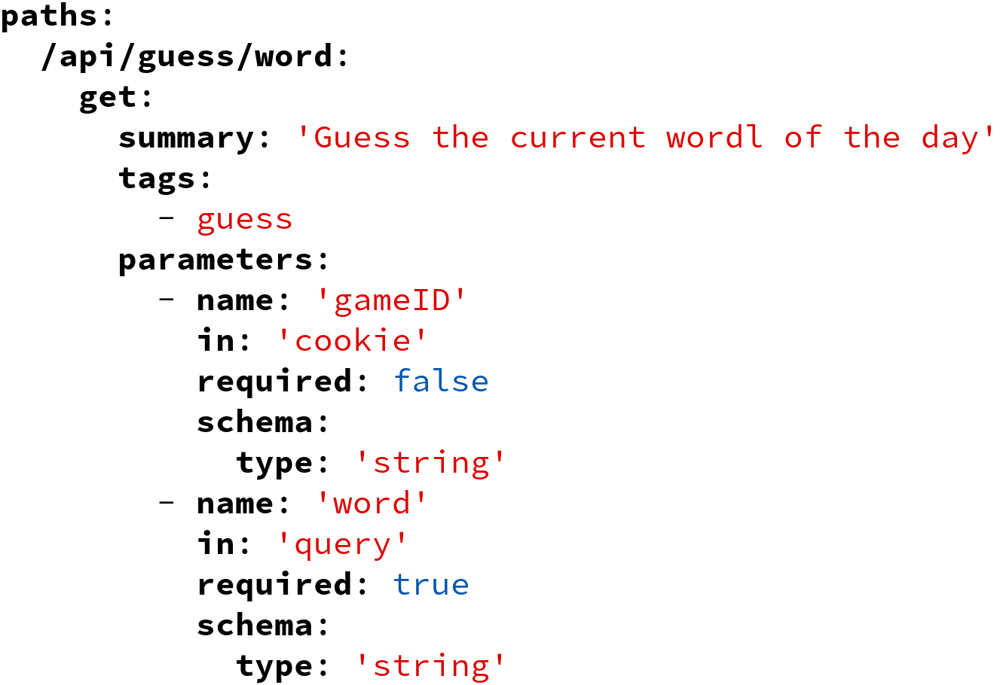 paths:
  /api/guess/word:
    get:
      summary: 'Guess the current wordl of the day'
      tags:
        - guess
      parameters:
        - name: 'gameID'
          in: 'cookie'
          required: false
          schema:
            type: 'string'
        - name: 'word'
          in: 'query'
          required: true
          schema:
            type: 'string'